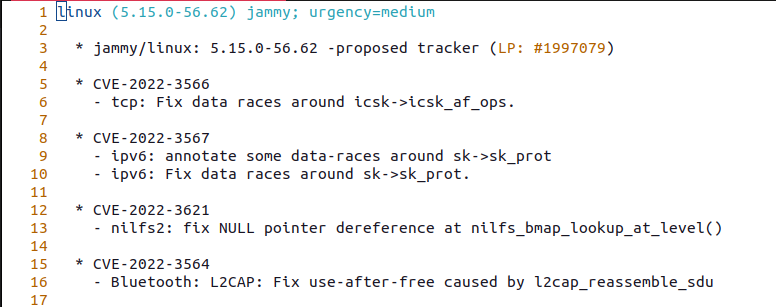 1 linux (5.15.0-56.62) jammy; urgency=medium
2
3   * jammy/linux: 5.15.0-56.62 -proposed tracker (LP: #1997079)
4
5   * CVE-2022-3566
6     - tcp: Fix data races around icsk->icsk_af_ops.
7
8   * CVE-2022-3567
9     - ipv6: annotate some data-races around sk->sk_prot
10     - ipv6: Fix data races around sk->sk_prot.
11
12   * CVE-2022-3621
13     - nilfs2: fix NULL pointer dereference at nilfs_bmap_lookup_at_level()
14
15   * CVE-2022-3564
16     - Bluetooth: L2CAP: Fix use-after-free caused by l2cap_reassemble_sdu
17